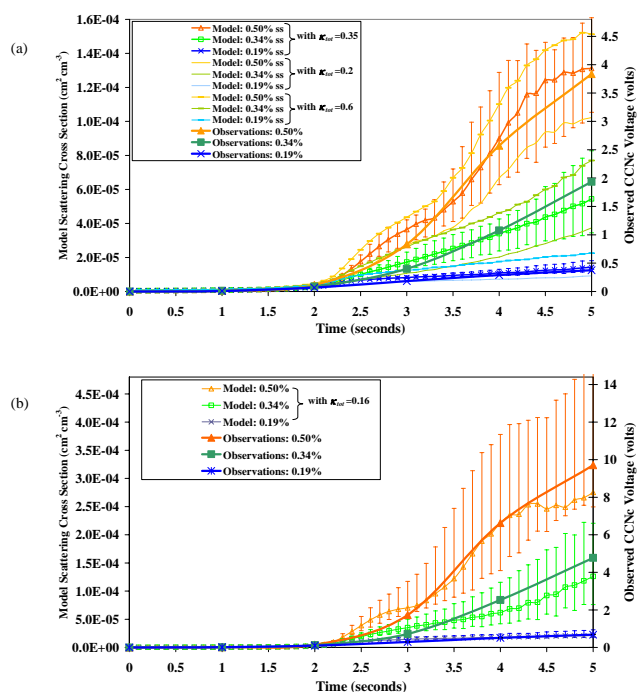 (a)
Model Scattering Cross Section (cm² cm⁻³)
1.6E-04
1.4E-04
1.2E-04
1.0E-04
8.0E-05
6.0E-05
4.0E-05
2.0E-05
0.0E+00
Model: 0.50% ss
Model: 0.34% ss
Model: 0.19% ss
with κtot=0.35
Model: 0.50% ss
Model: 0.34% ss
Model: 0.19% ss
with κtot=0.2
Model: 0.50% ss
Model: 0.34% ss
Model: 0.19% ss
with κtot=0.6
Observations: 0.50%
Observations: 0.34%
Observations: 0.19%
4.5
4
3.5
3
2.5
2
1.5
1
0.5
0
Observed CCNc Voltage (volts)
0 0.5 1 1.5 2 2.5 3 3.5 4 4.5 5
Time (seconds)
(b)
Model Scattering Cross Section (cm² cm⁻³)
4.5E-04
4.0E-04
3.5E-04
3.0E-04
2.5E-04
2.0E-04
1.5E-04
1.0E-04
5.0E-05
0.0E+00
Model: 0.50%
Model: 0.34%
Model: 0.19%
with κtot=0.16
Observations: 0.50%
Observations: 0.34%
Observations: 0.19%
14
12
10
8
6
4
2
0
Observed CCNc Voltage (volts)
0 0.5 1 1.5 2 2.5 3 3.5 4 4.5 5
Time (seconds)